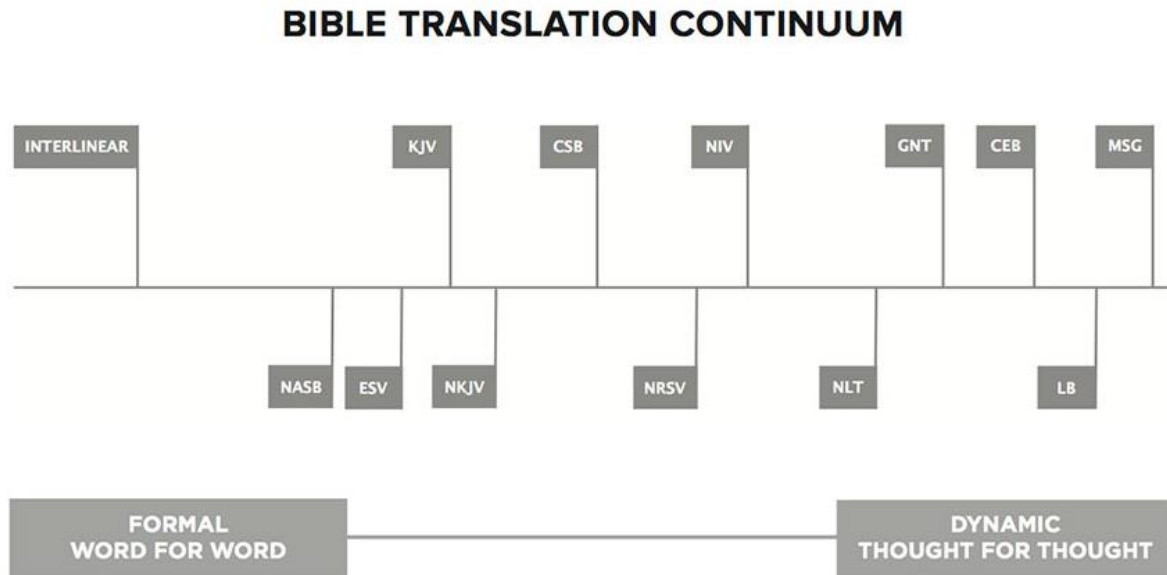 BIBLE TRANSLATION CONTINUUM
INTERLINEAR
KJV
CSB
NIV
GNT
CEB
MSG
NASB
ESV
NKJV
NRSV
NLT
LB
FORMAL
WORD FOR WORD
DYNAMIC
THOUGHT FOR THOUGHT